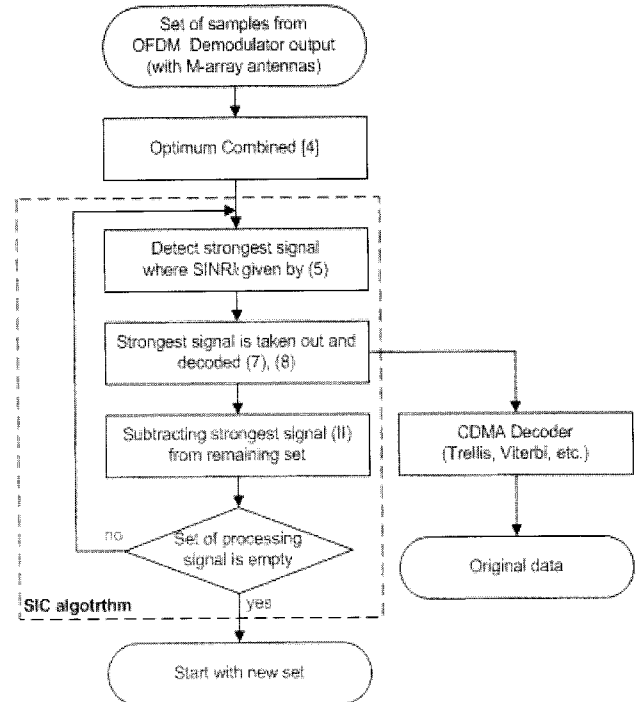 Set of samples from
OFDM Demodulator output
(with M-array antennas)
Optimum Combined [4]
Detect strongest signal
where SINRk given by (5)
Strongest signal is taken out and
decoded (7), (8)
Subtracting strongest signal (II)
from remaining set
CDMA Decoder
(Trellis, Viterbi, etc.)
no
Set of processing
signal is empty
Original data
SIC algotrthm
yes
Start with new set